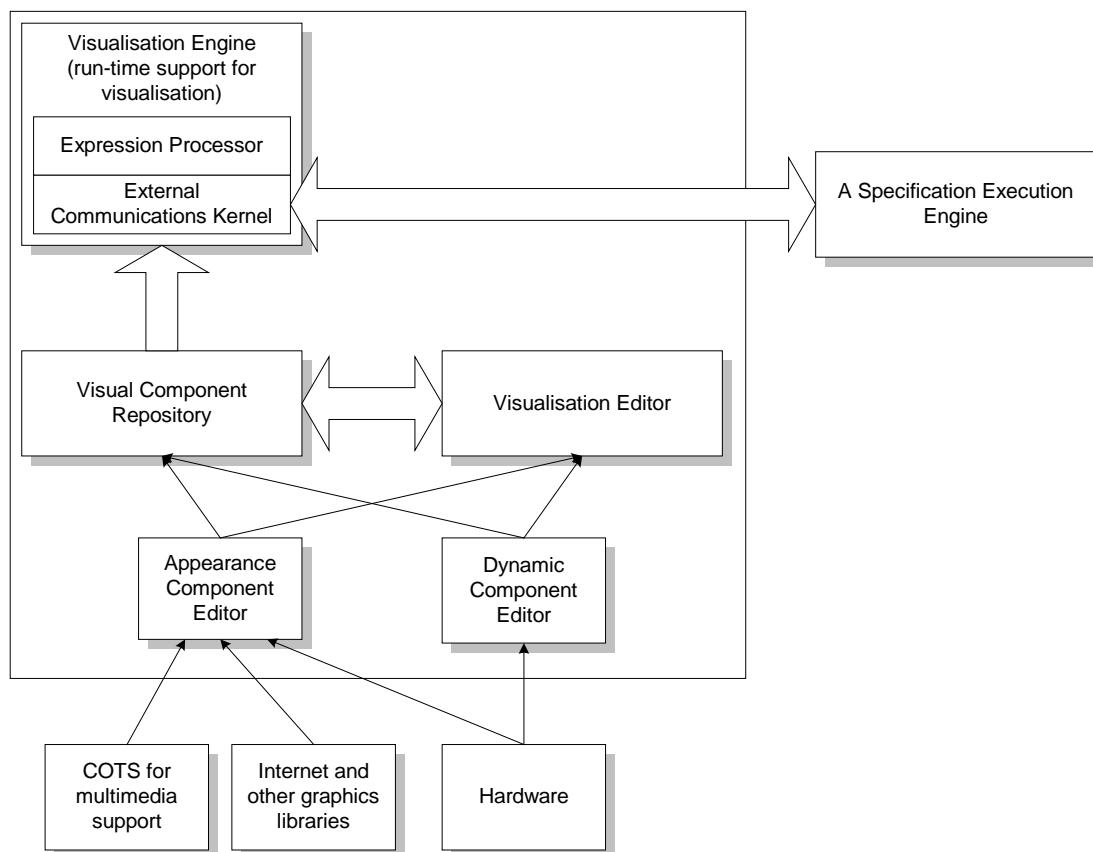 Visualisation Engine
(run-time support for
visualisation)
Expression Processor
External
Communications Kernel
A Specification Execution
Engine
Visual Component
Repository
Visualisation Editor
Appearance
Component
Editor
Dynamic
Component
Editor
COTS for
multimedia
support
Internet and
other graphics
libraries
Hardware